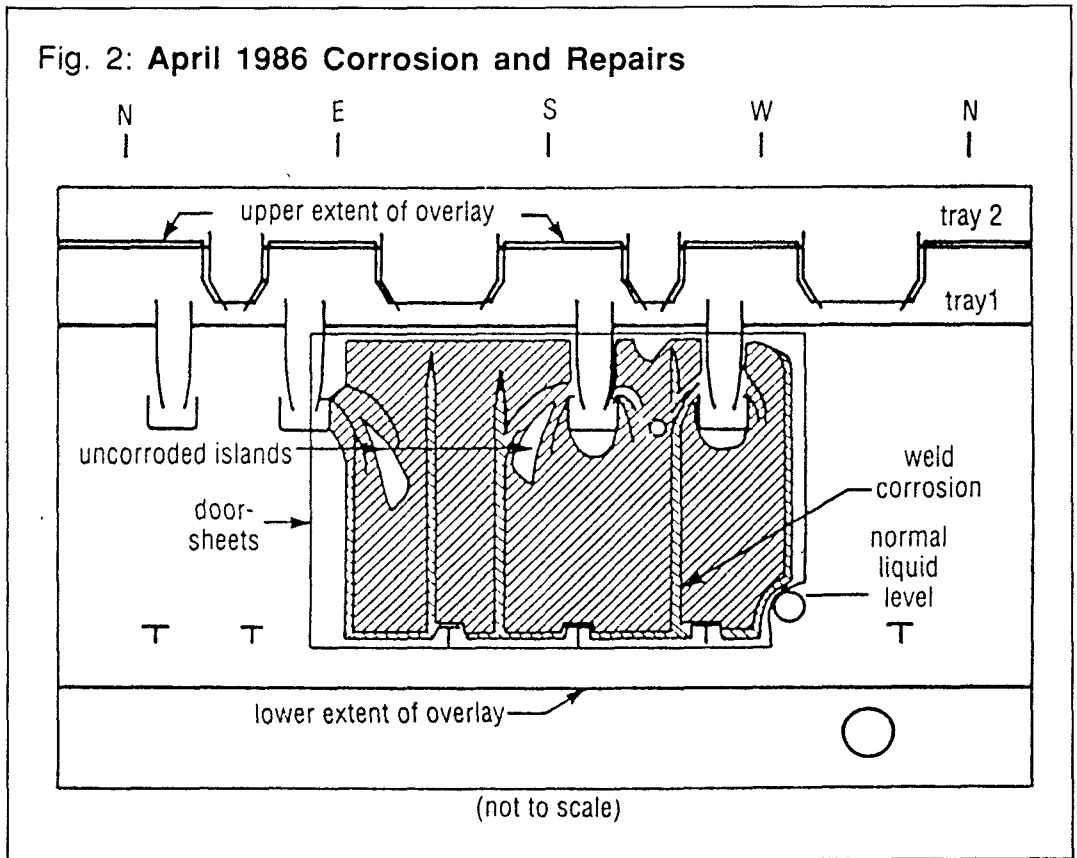 Fig. 2: April 1986 Corrosion and Repairs
N E S W N
upper extent of overlay
tray 2
tray1
uncorroded islands
door-
sheets
weld
corrosion
normal
liquid
level
lower extent of overlay
(not to scale)